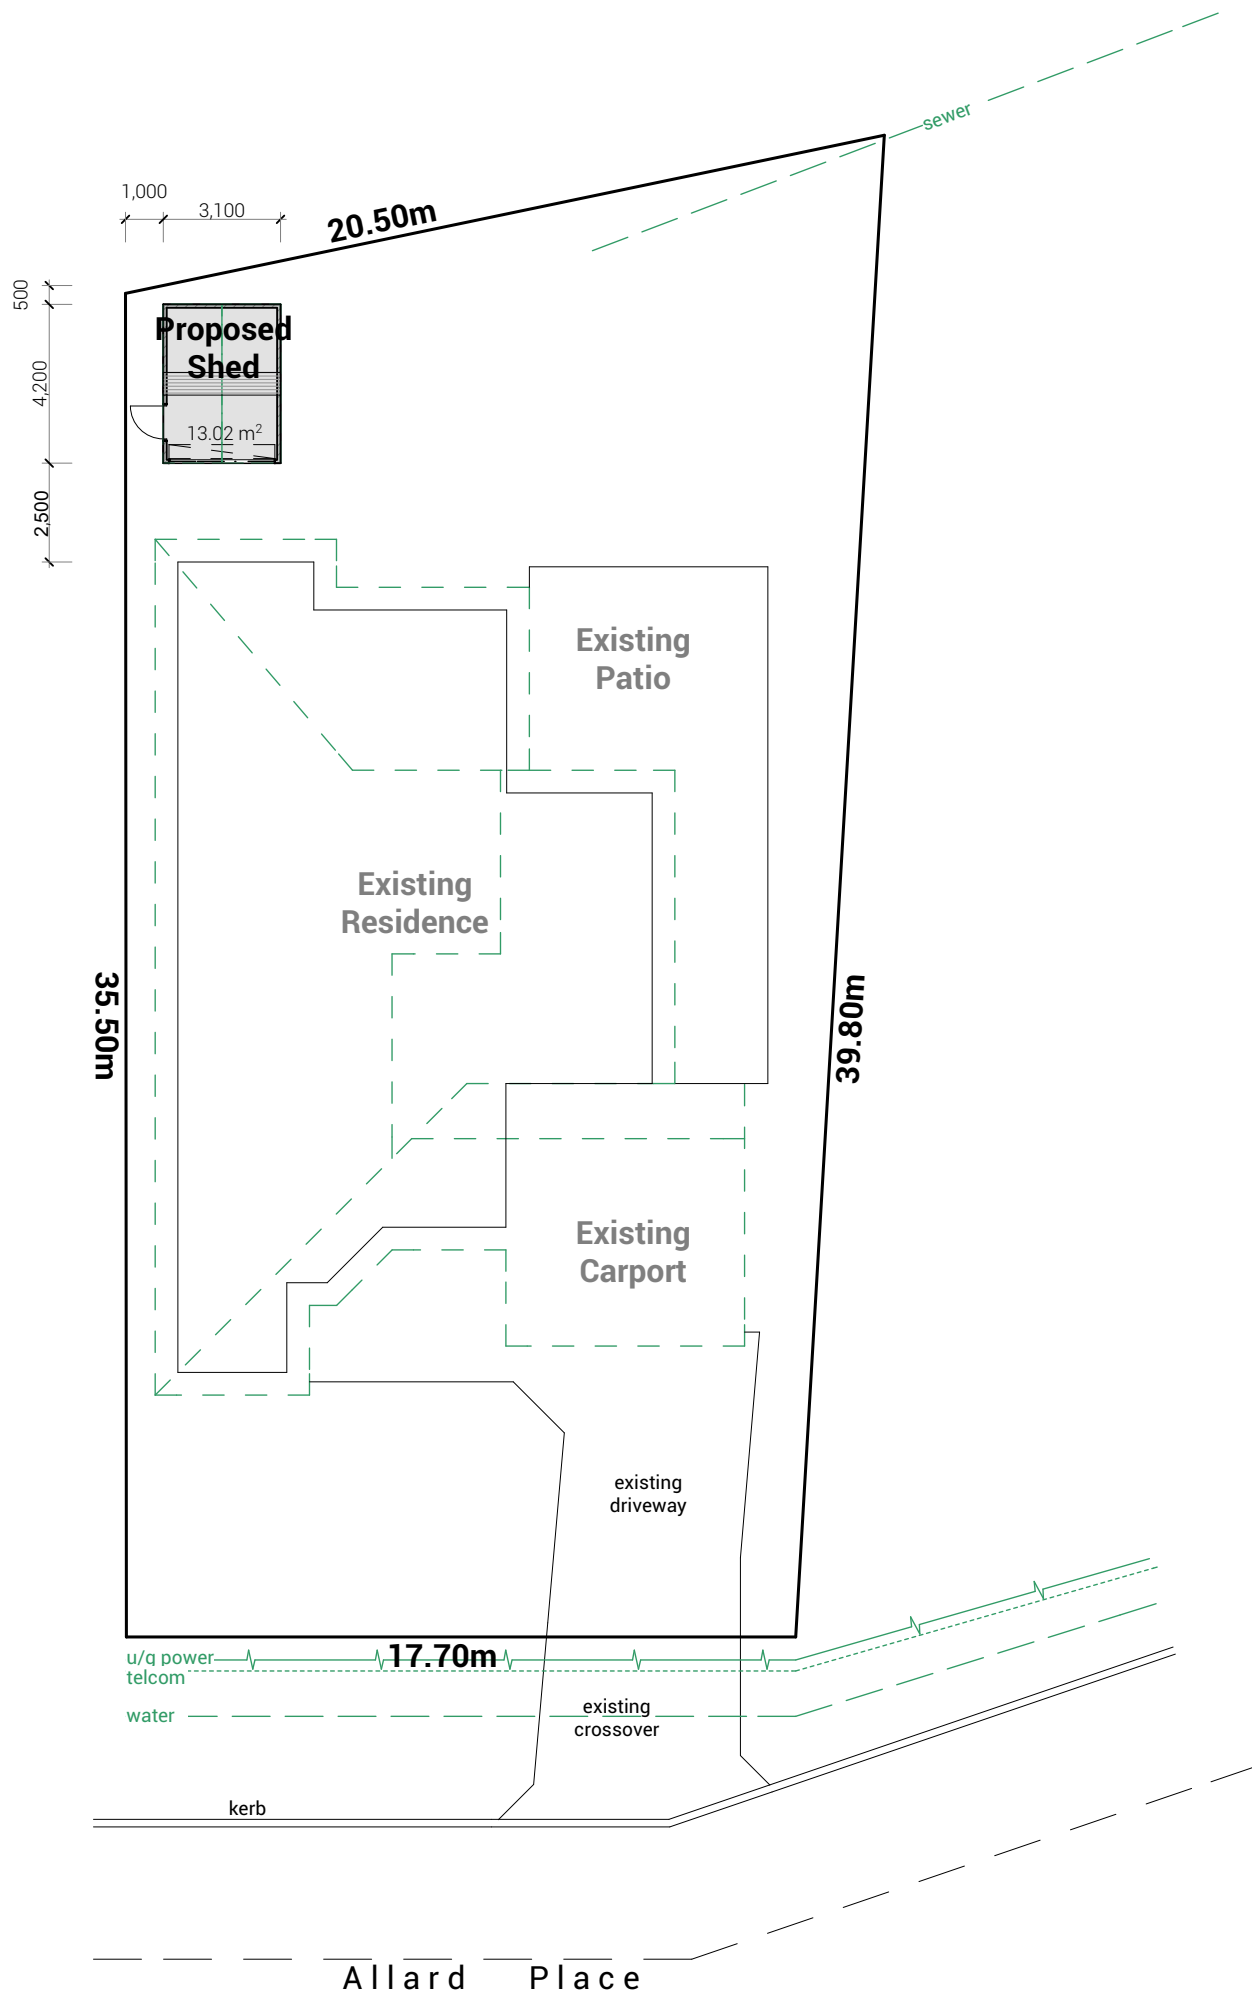 sewer
1,000
3,100
20.50m
500
Proposed
Shed
4,200
13.02 m²
2,500
Existing
Patio
Existing
Residence
35.50m
39.80m
Existing
Carport
existing
driveway
u/g power
17.70m
telcom
water
existing
crossover
kerb
Allard Place